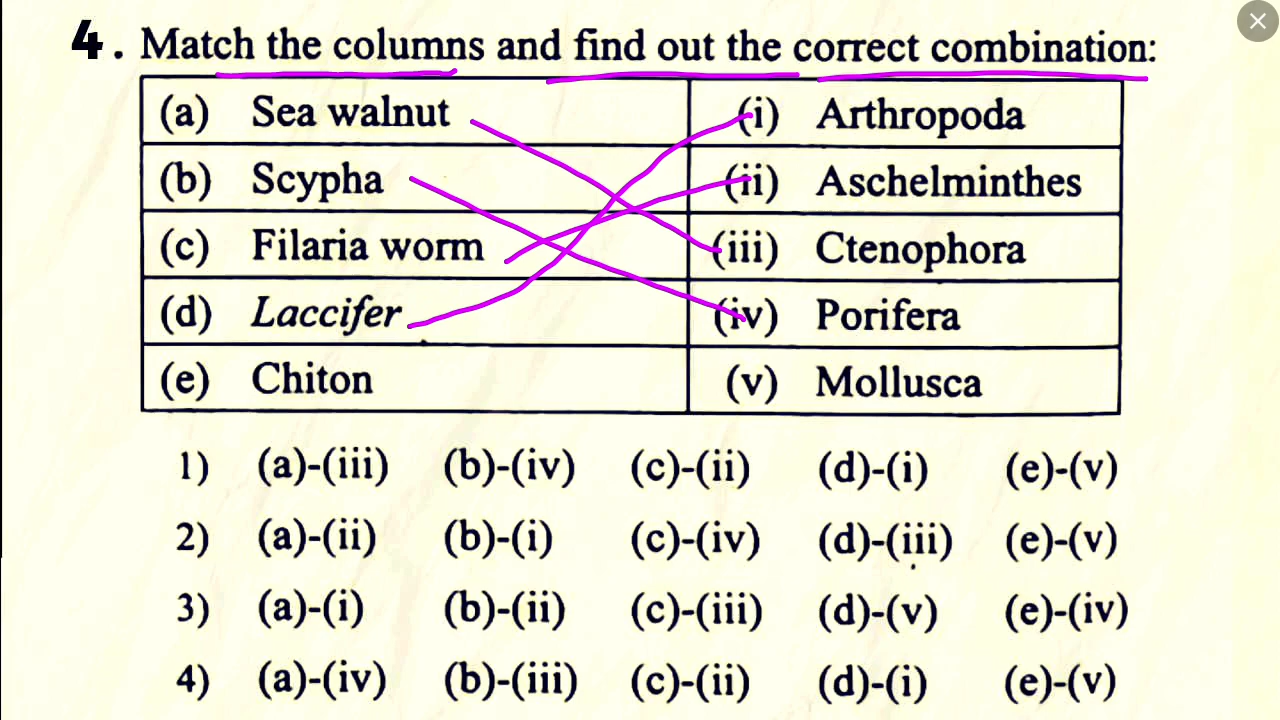 4. Match the columns and find out the correct combination:
(a) Sea walnut (i) Arthropoda
(b) Scypha (ii) Aschelminthes
(c) Filaria worm (iii) Ctenophora
(d) Laccifer (iv) Porifera
(e) Chiton (v) Mollusca
1) (a)-(iii) (b)-(iv) (c)-(ii) (d)-(i) (e)-(v)
2) (a)-(ii) (b)-(i) (c)-(iv) (d)-(iii) (e)-(v)
3) (a)-(i) (b)-(ii) (c)-(iii) (d)-(v) (e)-(iv)
4) (a)-(iv) (b)-(iii) (c)-(ii) (d)-(i) (e)-(v)